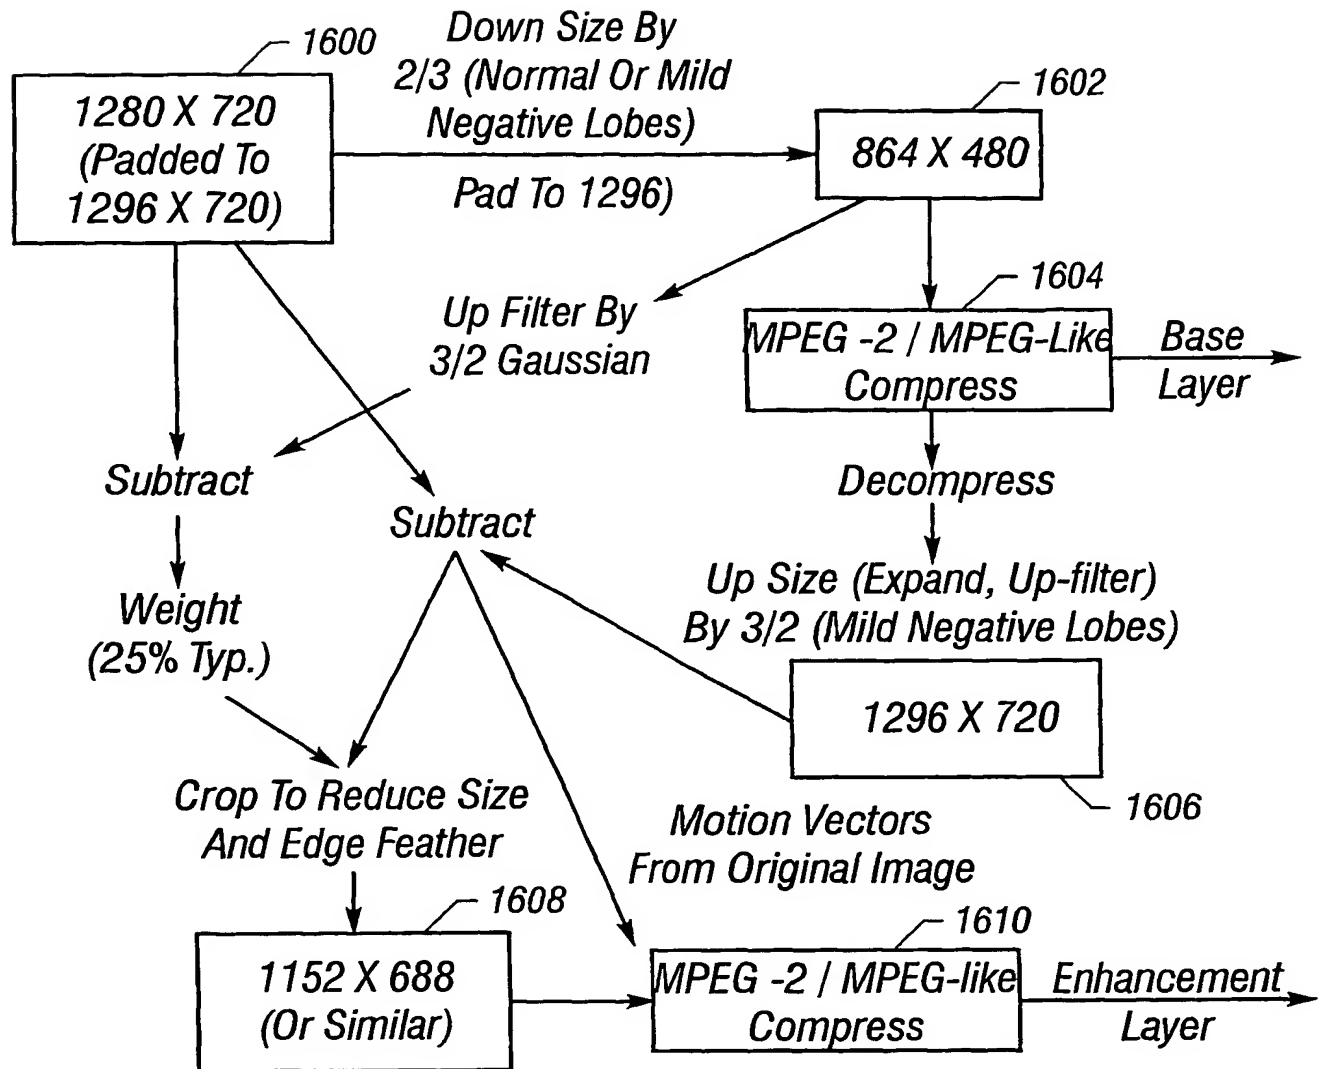 1600
1280 X 720
(Padded To
1296 X 720)
Down Size By
2/3 (Normal Or Mild
Negative Lobes)
Pad To 1296)
1602
864 X 480
Up Filter By
3/2 Gaussian
1604
MPEG -2 / MPEG-Like
Compress
Base
Layer
Subtract
Subtract
Decompress
Weight
(25% Typ.)
Up Size (Expand, Up-filter)
By 3/2 (Mild Negative Lobes)
1296 X 720
1606
Crop To Reduce Size
And Edge Feather
Motion Vectors
From Original Image
1608
1152 X 688
(Or Similar)
1610
MPEG -2 / MPEG-like
Compress
Enhancement
Layer